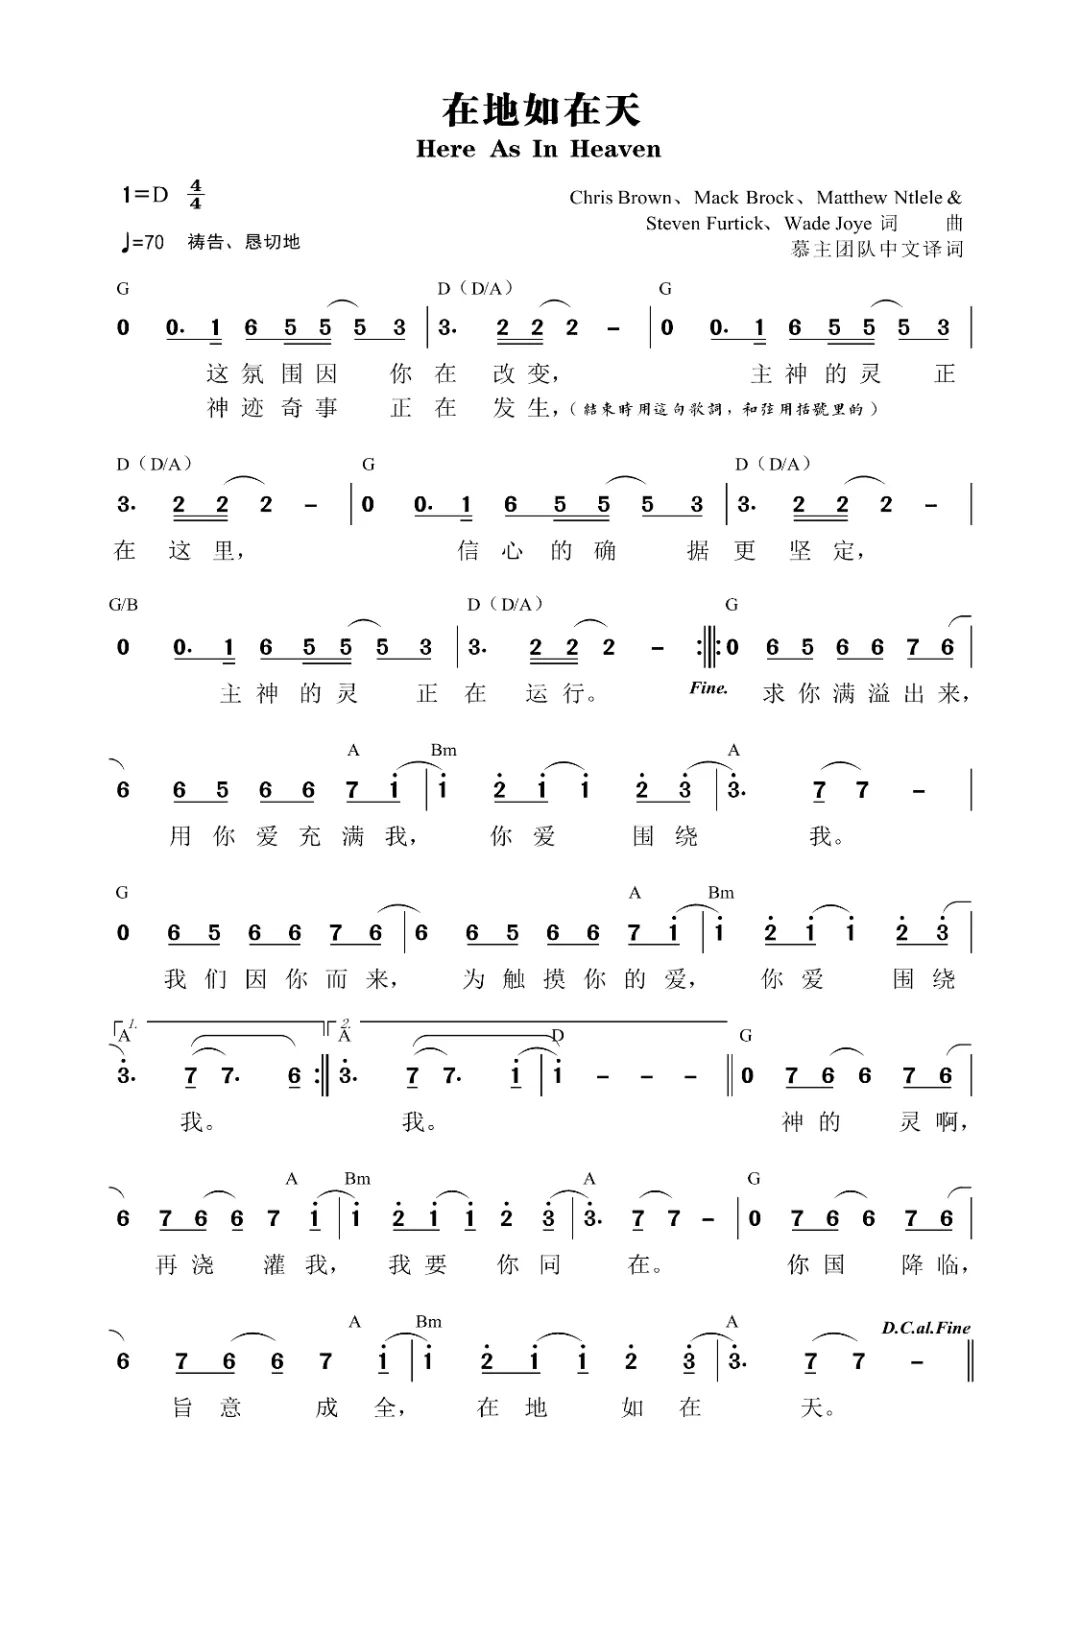 在地如在天
Here As In Heaven
1=D 4/4
Chris Brown、Mack Brock、Matthew Ntlele &
Steven Furtick、Wade Joye 词 曲
♩=70 祷告、恳切地
慕主团队中文译词
G D（D/A） G
0 0. 1 6 5 5 5 3 | 3. 2 2 2 – | 0 0. 1 6 5 5 5 3 |
这氛围因 你在 改变， 主神的灵 正
神迹奇事 正在 发生，（結束時用這句歌詞，和弦用括號里的）
D（D/A） G D（D/A）
3. 2 2 2 – | 0 0. 1 6 5 5 5 3 | 3. 2 2 2 – |
在 这里， 信心的确 据更 坚定，
G/B D（D/A） G
0 0. 1 6 5 5 5 3 | 3. 2 2 2 – :||: 0 6 5 6 6 7 6 |
主神的灵 正在 运行。 Fine. 求你满溢出来，
A Bm A
6 6 5 6 6 7 i | i 2 i i 2 3 | 3. 7 7 – |
用你爱充满我， 你爱 围绕 我。
G A Bm
0 6 5 6 6 7 6 | 6 6 5 6 6 7 i | i 2 i i 2 3 |
我们因你而来， 为触摸你的爱， 你爱 围绕
1. 2.
A A D G
3. 7 7. 6 :|| 3. 7 7. i | i – – – || 0 7 6 6 7 6 |
我。 我。 神的 灵啊，
A Bm A G
6 7 6 6 7 i | i 2 i i 2 3 | 3. 7 7 – | 0 7 6 6 7 6 |
再浇 灌我， 我要 你同 在。 你国 降临，
A Bm A D.C.al.Fine
6 7 6 6 7 i | i 2 i i 2 3 | 3. 7 7 – ||
旨意 成全， 在地 如在 天。